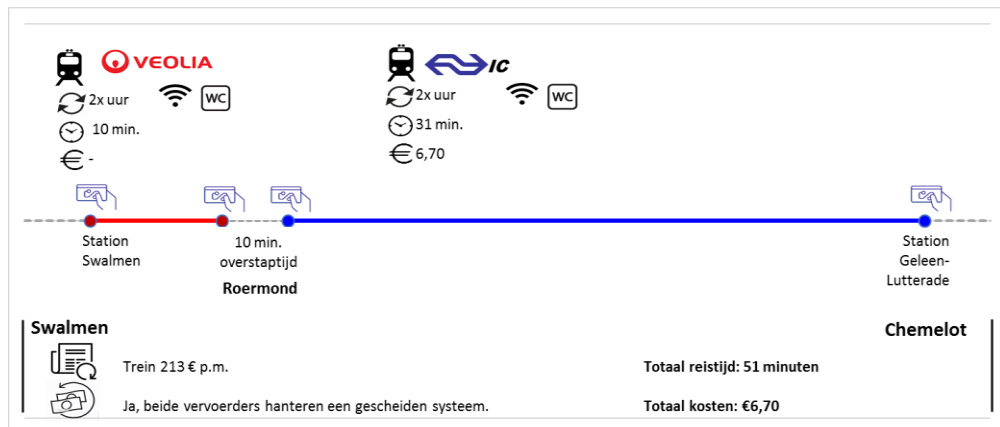 VEOLIA
2x uur
WC
10 min.
€ -
IC
2x uur
WC
31 min.
€ 6,70
Station
Swalmen
10 min.
overstaptijd
Roermond
Station
Geleen-
Lutterade
Swalmen
Chemelot
Trein 213 € p.m.
Totaal reistijd: 51 minuten
Ja, beide vervoerders hanteren een gescheiden systeem.
Totaal kosten: €6,70